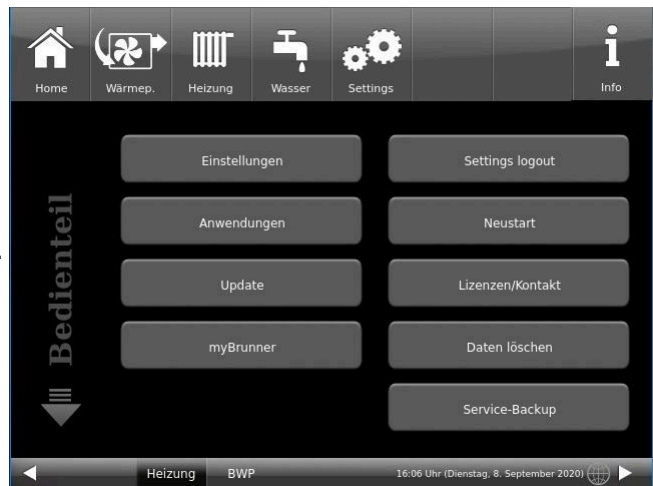 Home Wärmep. Heizung Wasser Settings Info
Bedienteil
Einstellungen Settings logout
Anwendungen Neustart
Update Lizenzen/Kontakt
myBrunner Daten löschen
Service-Backup
Heizung BWP 16:06 Uhr (Dienstag, 8. September 2020)